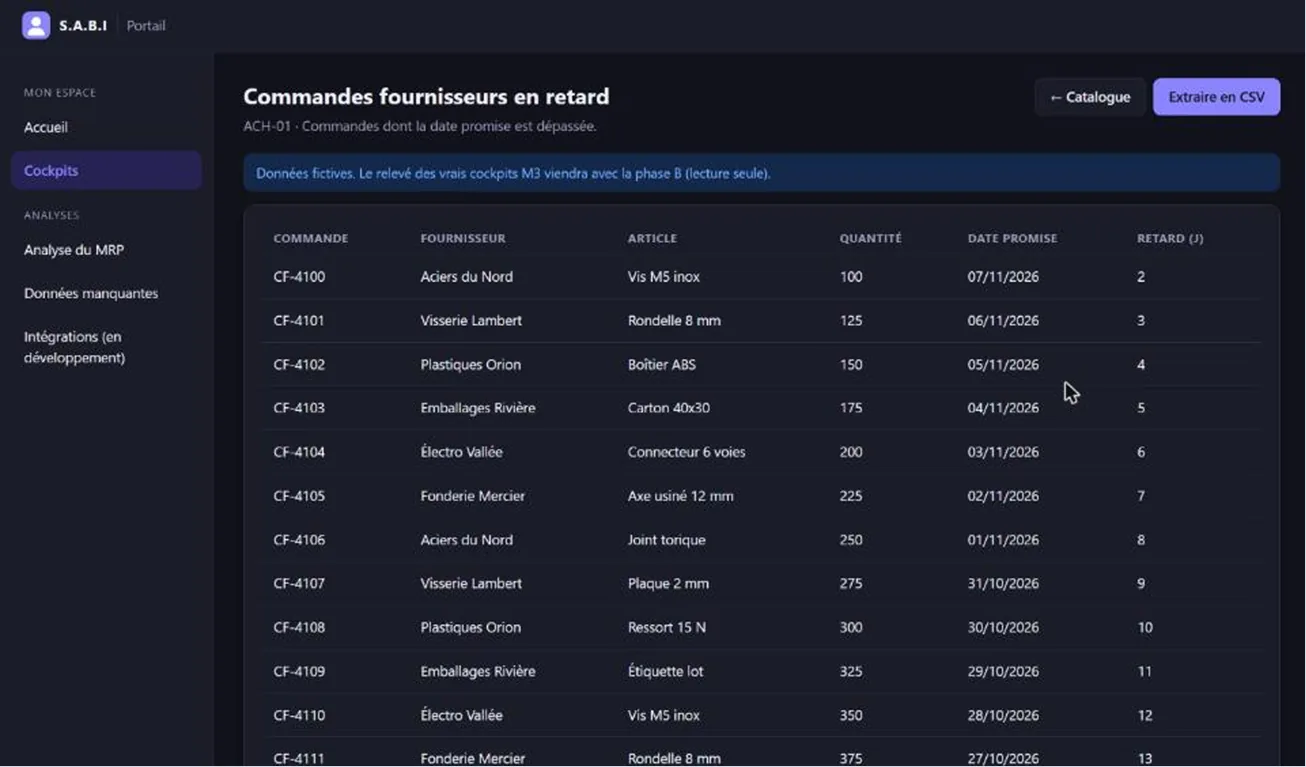 S.A.B.I Portail
MON ESPACE
Accueil
Cockpits
ANALYSES
Analyse du MRP
Données manquantes
Intégrations (en
développement)
Commandes fournisseurs en retard
← Catalogue
Extraire en CSV
ACH-01 · Commandes dont la date promise est dépassée.
Données fictives. Le relevé des vrais cockpits M3 viendra avec la phase B (lecture seule).
COMMANDE FOURNISSEUR ARTICLE QUANTITÉ DATE PROMISE RETARD (J)
CF-4100 Aciers du Nord Vis M5 inox 100 07/11/2026 2
CF-4101 Visserie Lambert Rondelle 8 mm 125 06/11/2026 3
CF-4102 Plastiques Orion Boîtier ABS 150 05/11/2026 4
CF-4103 Emballages Rivière Carton 40x30 175 04/11/2026 5
CF-4104 Électro Vallée Connecteur 6 voies 200 03/11/2026 6
CF-4105 Fonderie Mercier Axe usiné 12 mm 225 02/11/2026 7
CF-4106 Aciers du Nord Joint torique 250 01/11/2026 8
CF-4107 Visserie Lambert Plaque 2 mm 275 31/10/2026 9
CF-4108 Plastiques Orion Ressort 15 N 300 30/10/2026 10
CF-4109 Emballages Rivière Étiquette lot 325 29/10/2026 11
CF-4110 Électro Vallée Vis M5 inox 350 28/10/2026 12
CF-4111 Fonderie Mercier Rondelle 8 mm 375 27/10/2026 13